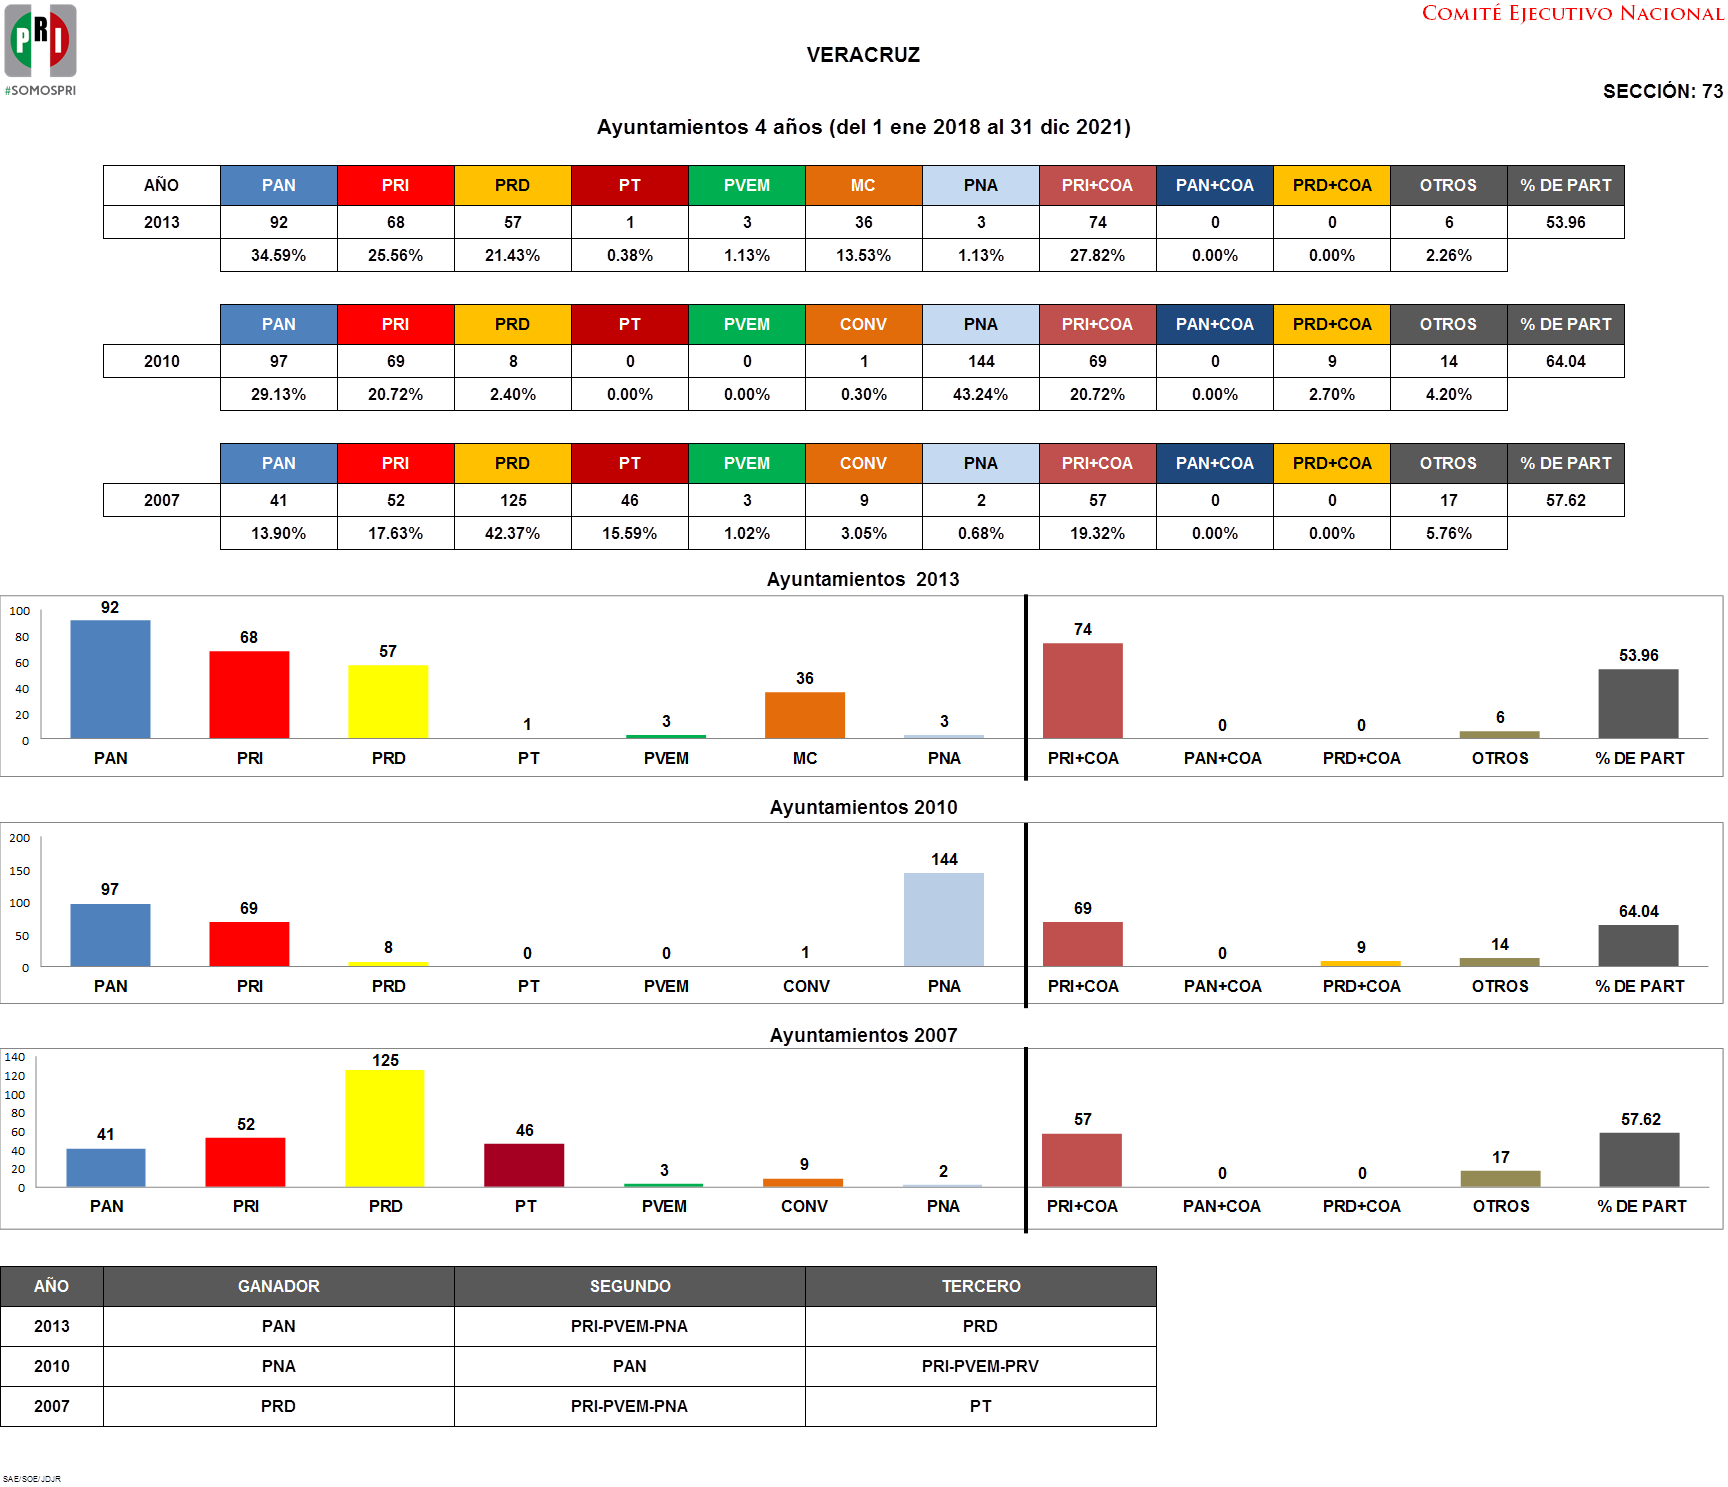 PRI
#SOMOSPRI
COMITÉ EJECUTIVO NACIONAL
VERACRUZ
SECCIÓN: 73
Ayuntamientos 4 años (del 1 ene 2018 al 31 dic 2021)
AÑO PAN PRI PRD PT PVEM MC PNA PRI+COA PAN+COA PRD+COA OTROS % DE PART
2013 92 68 57 1 3 36 3 74 0 0 6 53.96
34.59% 25.56% 21.43% 0.38% 1.13% 13.53% 1.13% 27.82% 0.00% 0.00% 2.26%
PAN PRI PRD PT PVEM CONV PNA PRI+COA PAN+COA PRD+COA OTROS % DE PART
2010 97 69 8 0 0 1 144 69 0 9 14 64.04
29.13% 20.72% 2.40% 0.00% 0.00% 0.30% 43.24% 20.72% 0.00% 2.70% 4.20%
PAN PRI PRD PT PVEM CONV PNA PRI+COA PAN+COA PRD+COA OTROS % DE PART
2007 41 52 125 46 3 9 2 57 0 0 17 57.62
13.90% 17.63% 42.37% 15.59% 1.02% 3.05% 0.68% 19.32% 0.00% 0.00% 5.76%
Ayuntamientos 2013
100
80
60
40
20
0
92 68 57 1 3 36 3 74 0 0 6 53.96
PAN PRI PRD PT PVEM MC PNA PRI+COA PAN+COA PRD+COA OTROS % DE PART
Ayuntamientos 2010
200
150
100
50
0
97 69 8 0 0 1 144 69 0 9 14 64.04
PAN PRI PRD PT PVEM CONV PNA PRI+COA PAN+COA PRD+COA OTROS % DE PART
Ayuntamientos 2007
140
120
100
80
60
40
20
0
41 52 125 46 3 9 2 57 0 0 17 57.62
PAN PRI PRD PT PVEM CONV PNA PRI+COA PAN+COA PRD+COA OTROS % DE PART
AÑO GANADOR SEGUNDO TERCERO
2013 PAN PRI-PVEM-PNA PRD
2010 PNA PAN PRI-PVEM-PRV
2007 PRD PRI-PVEM-PNA PT
SAE/SOE/JDJR